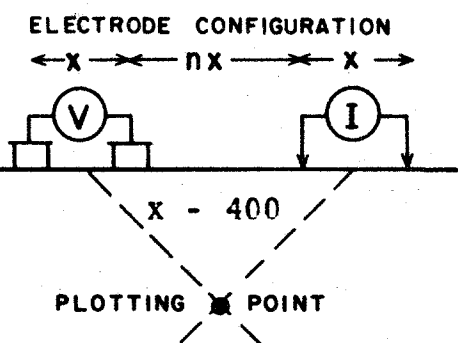 ELECTRODE CONFIGURATION
x nx x
V I
x - 400
PLOTTING POINT